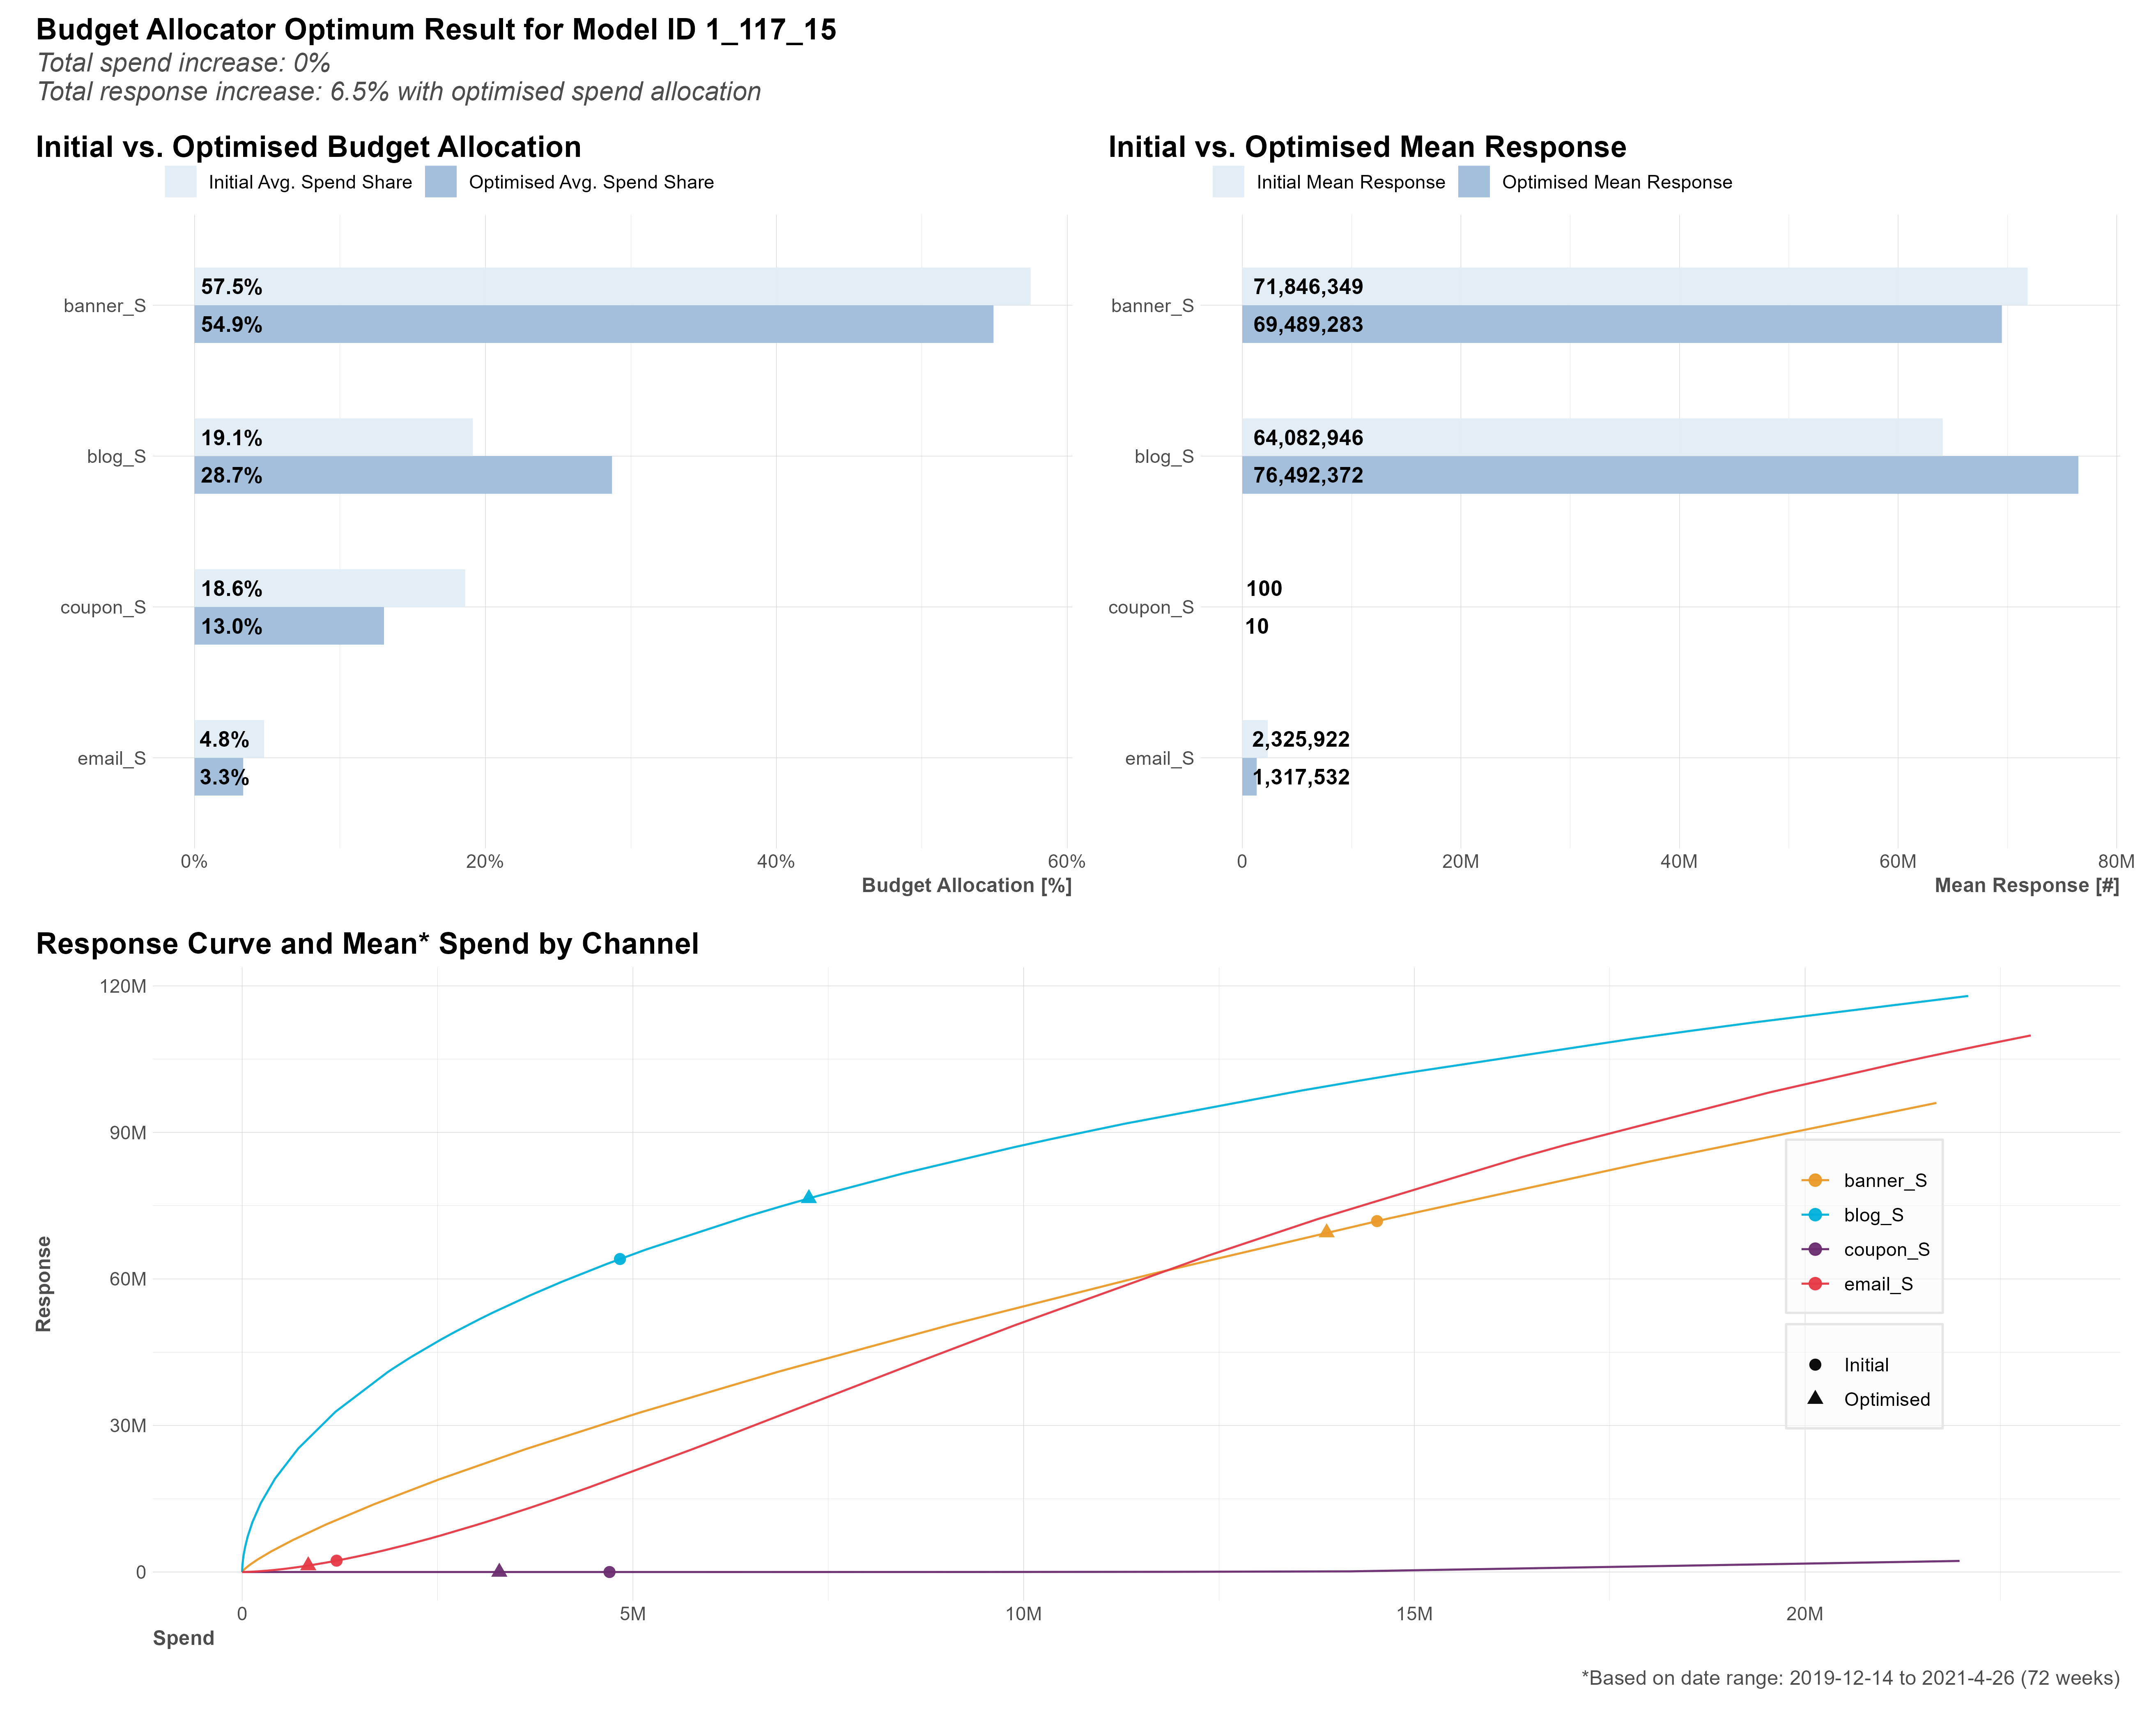 Budget Allocator Optimum Result for Model ID 1_117_15
Total spend increase: 0%
Total response increase: 6.5% with optimised spend allocation
Initial vs. Optimised Budget Allocation
Initial Avg. Spend Share
Optimised Avg. Spend Share
banner_S
57.5%
54.9%
blog_S
19.1%
28.7%
coupon_S
18.6%
13.0%
email_S
4.8%
3.3%
0%
20%
40%
60%
Budget Allocation [%]
Initial vs. Optimised Mean Response
Initial Mean Response
Optimised Mean Response
banner_S
71,846,349
69,489,283
blog_S
64,082,946
76,492,372
coupon_S
100
10
email_S
2,325,922
1,317,532
0
20M
40M
60M
80M
Mean Response [#]
Response Curve and Mean* Spend by Channel
120M
90M
60M
30M
0
Response
banner_S
blog_S
coupon_S
email_S
Initial
Optimised
0
5M
10M
15M
20M
Spend
*Based on date range: 2019-12-14 to 2021-4-26 (72 weeks)